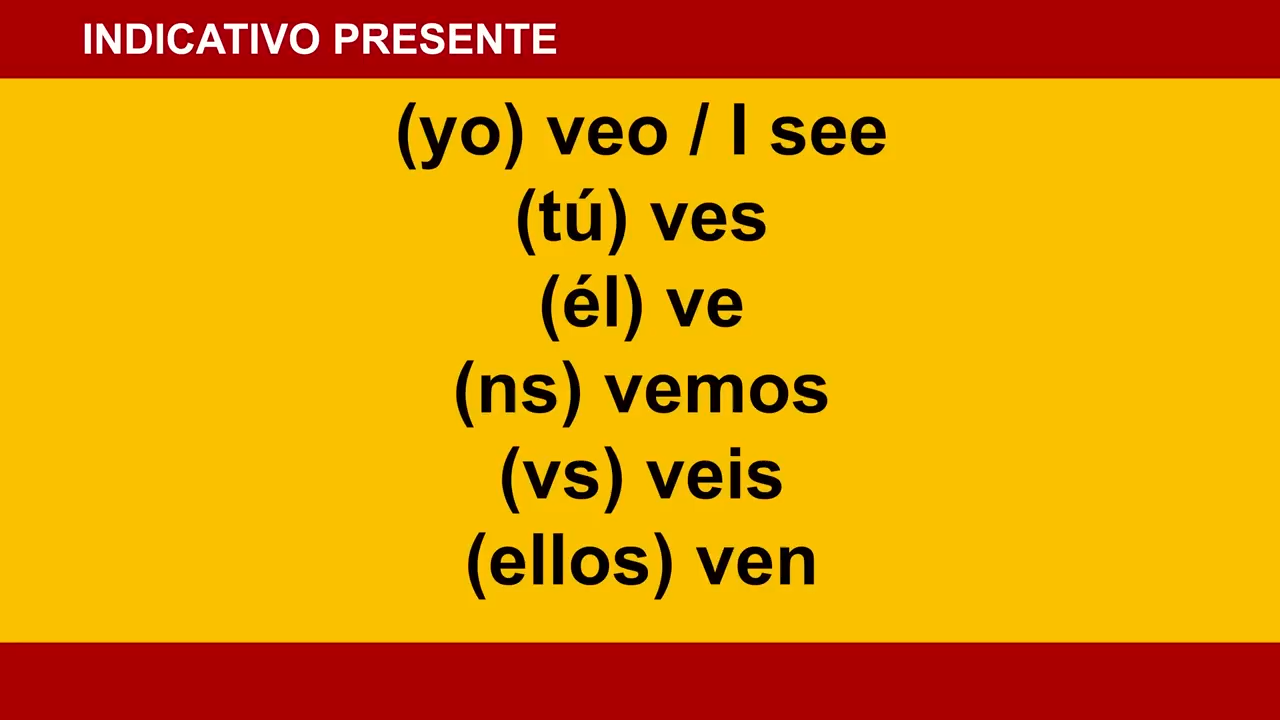 INDICATIVO PRESENTE
(yo) veo / I see
(tú) ves
(él) ve
(ns) vemos
(vs) veis
(ellos) ven